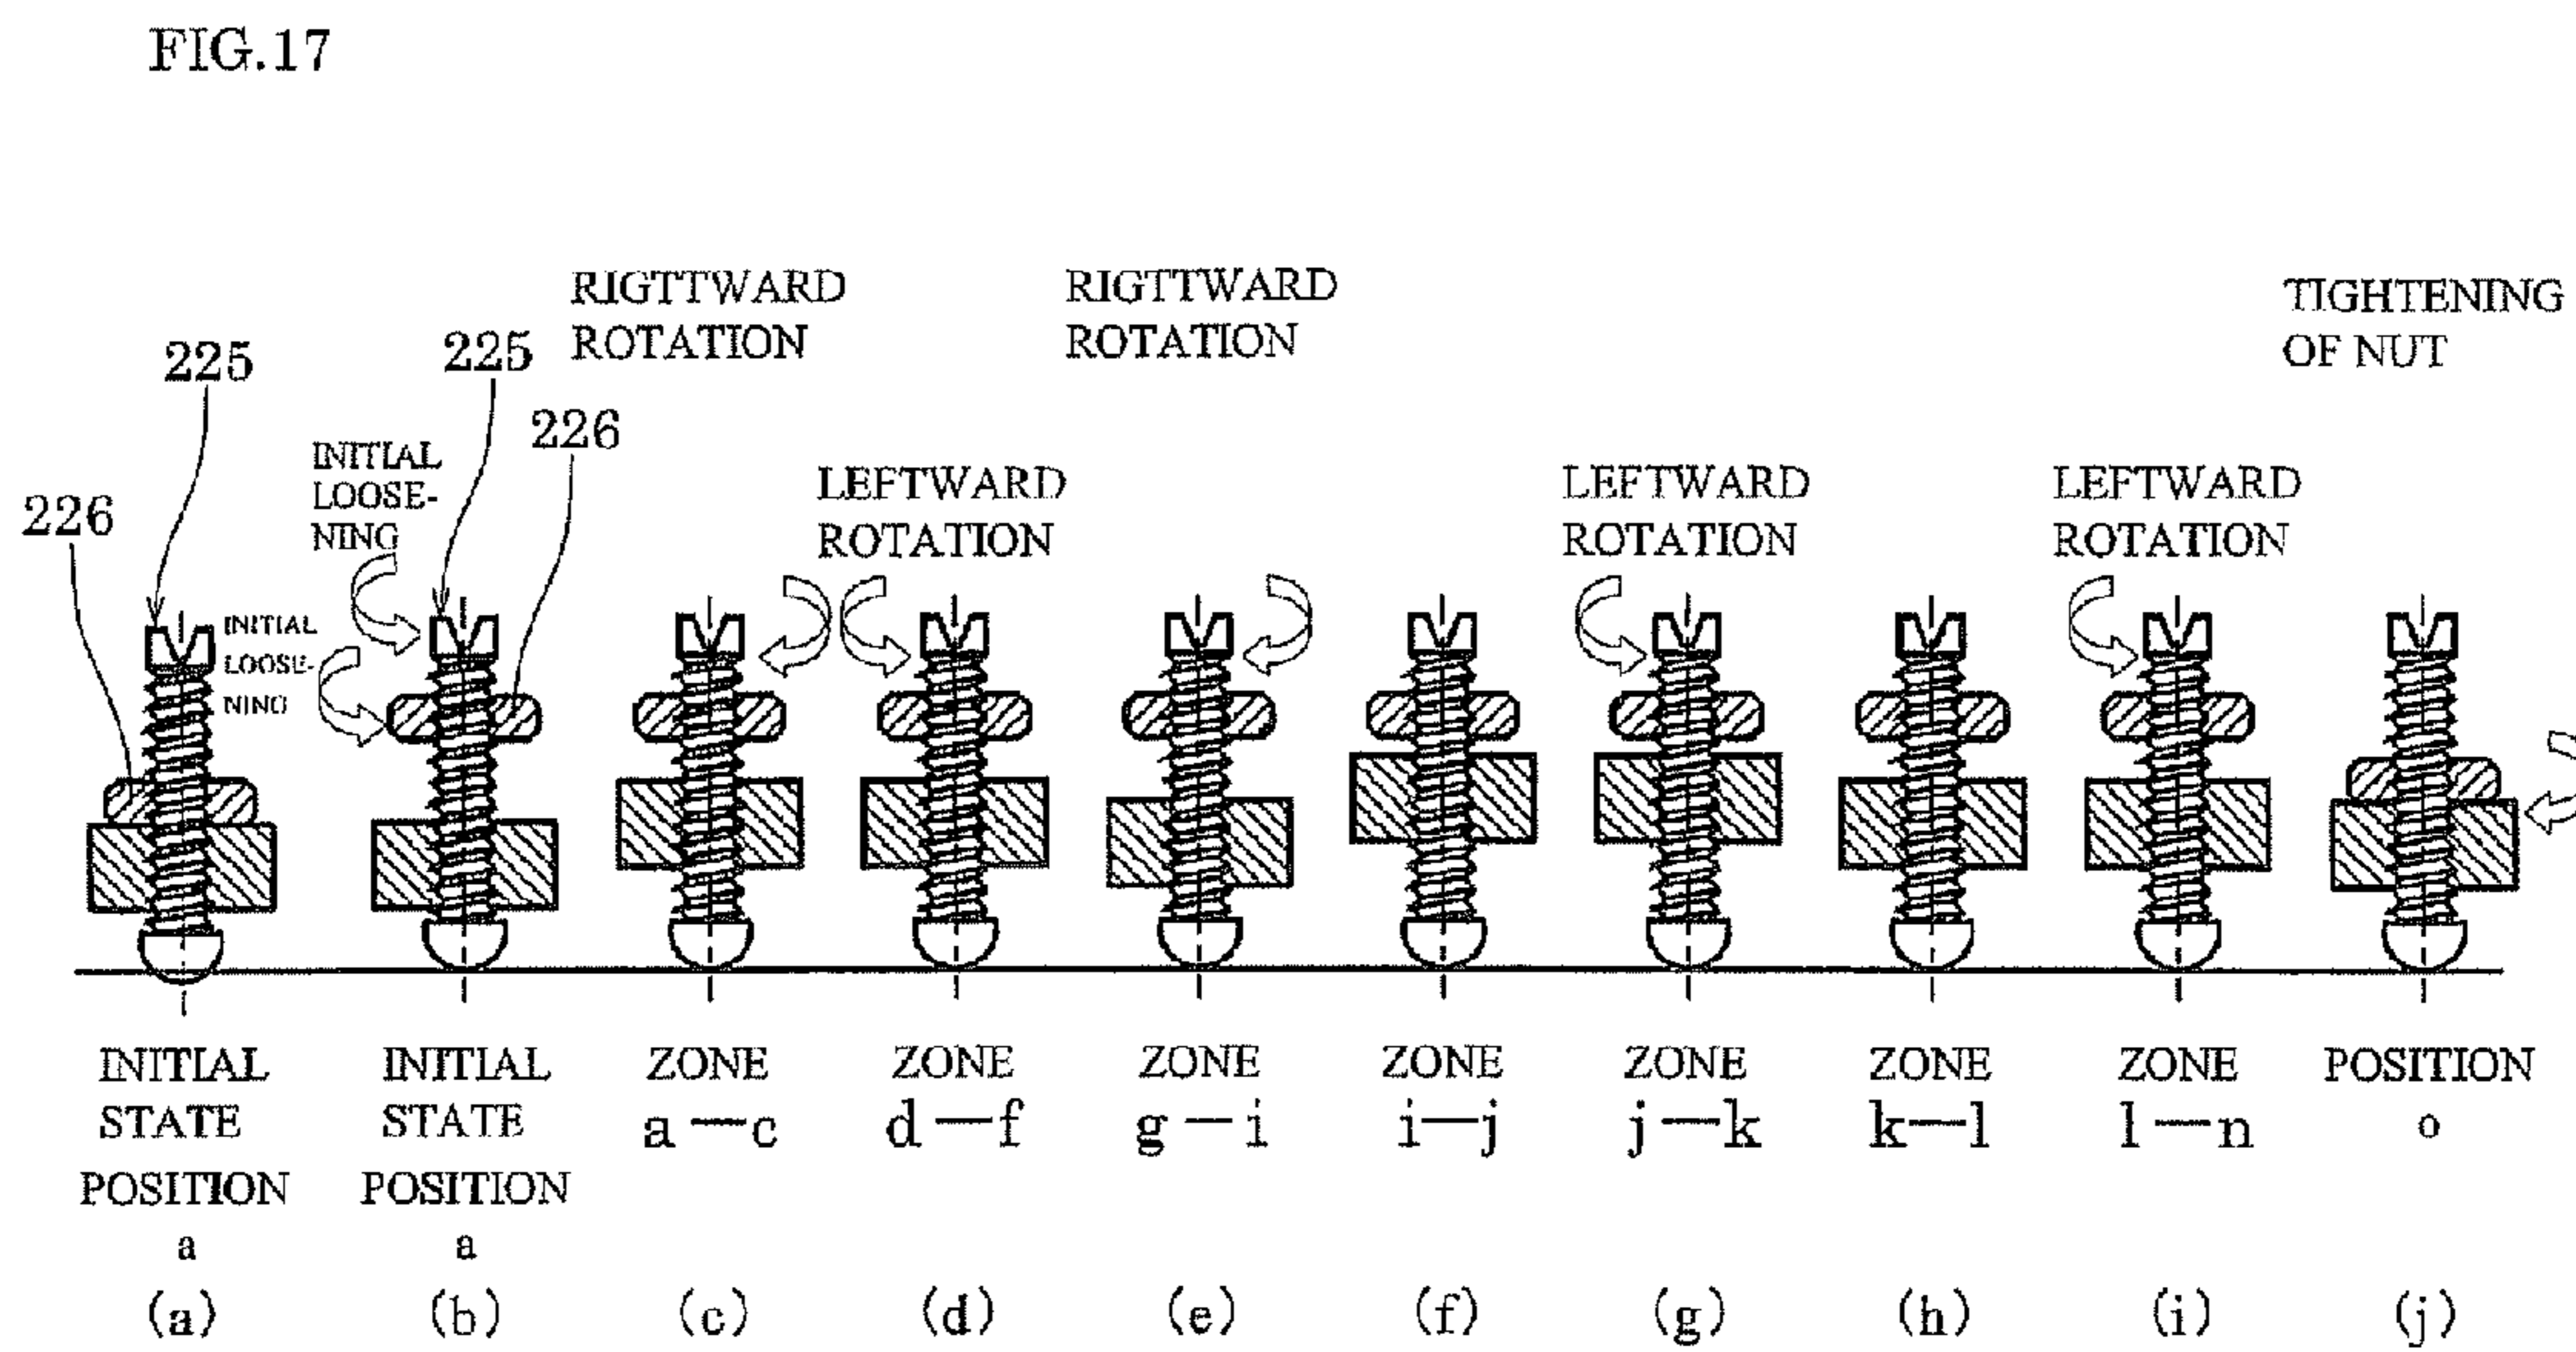 FIG.17
RIGTTWARD
ROTATION
RIGTTWARD
ROTATION
TIGHTENING
OF NUT
225
225
226
INITIAL
LOOSE-
NING
LEFTWARD
ROTATION
LEFTWARD
ROTATION
LEFTWARD
ROTATION
226
INITIAL
LOOSE-
NING
INITIAL
STATE
POSITION
a
INITIAL
STATE
POSITION
a
ZONE
a—c
ZONE
d—f
ZONE
g—i
ZONE
i—j
ZONE
j—k
ZONE
k—l
ZONE
l—n
POSITION
o
(a)
(b)
(c)
(d)
(e)
(f)
(g)
(h)
(i)
(j)